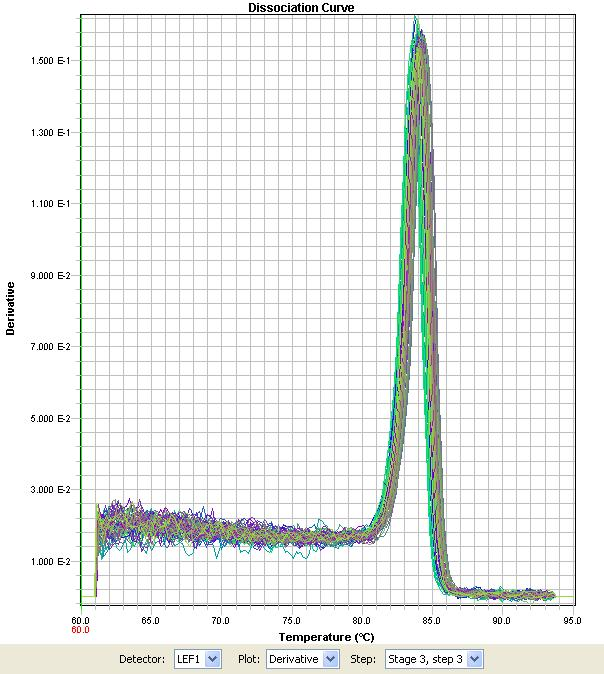 Dissociation Curve
1.500 E-1
1.300 E-1
1.100 E-1
9.000 E-2
7.000 E-2
5.000 E-2
3.000 E-2
1.000 E-2
Derivative
60.0 65.0 70.0 75.0 80.0 85.0 90.0 95.0
60.0
Temperature (°C)
Detector: LEF1 Plot: Derivative Step: Stage 3, step 3